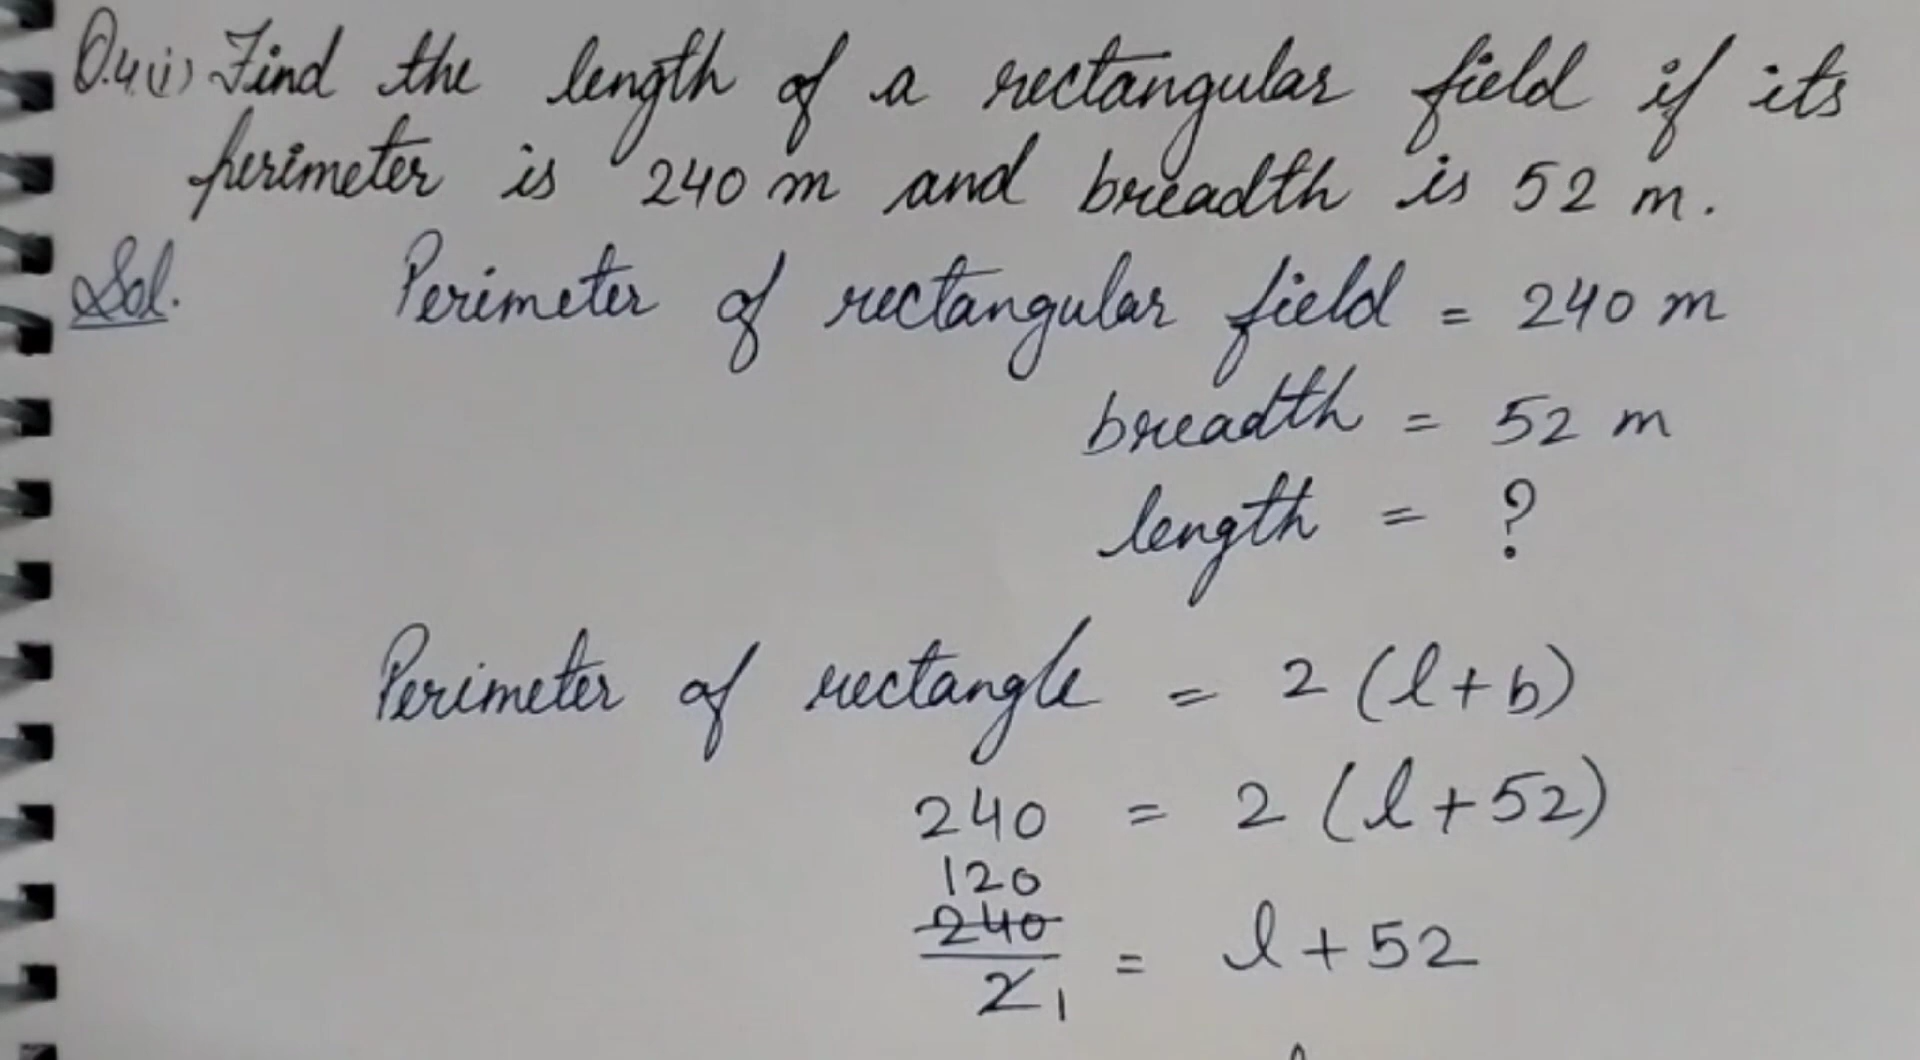 Q.4(i) Find the length of a rectangular field if its
perimeter is 240 m and breadth is 52 m.
Sol. Perimeter of rectangular field = 240 m
breadth = 52 m
length = ?
Perimeter of rectangle = 2 (l+b)
240 = 2 (l+52)
120
240
/2 1 = l+52